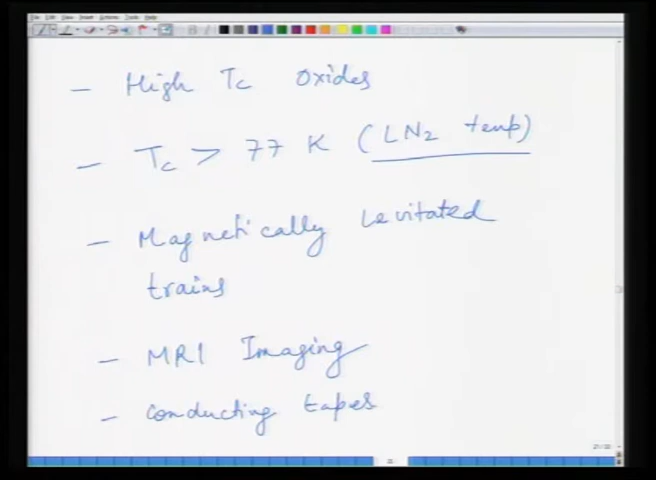 - High Tc Oxides
- Tc > 77 K (LN2 temp)
- Magnetically Levitated
trains
- MRI Imaging
- conducting tapes